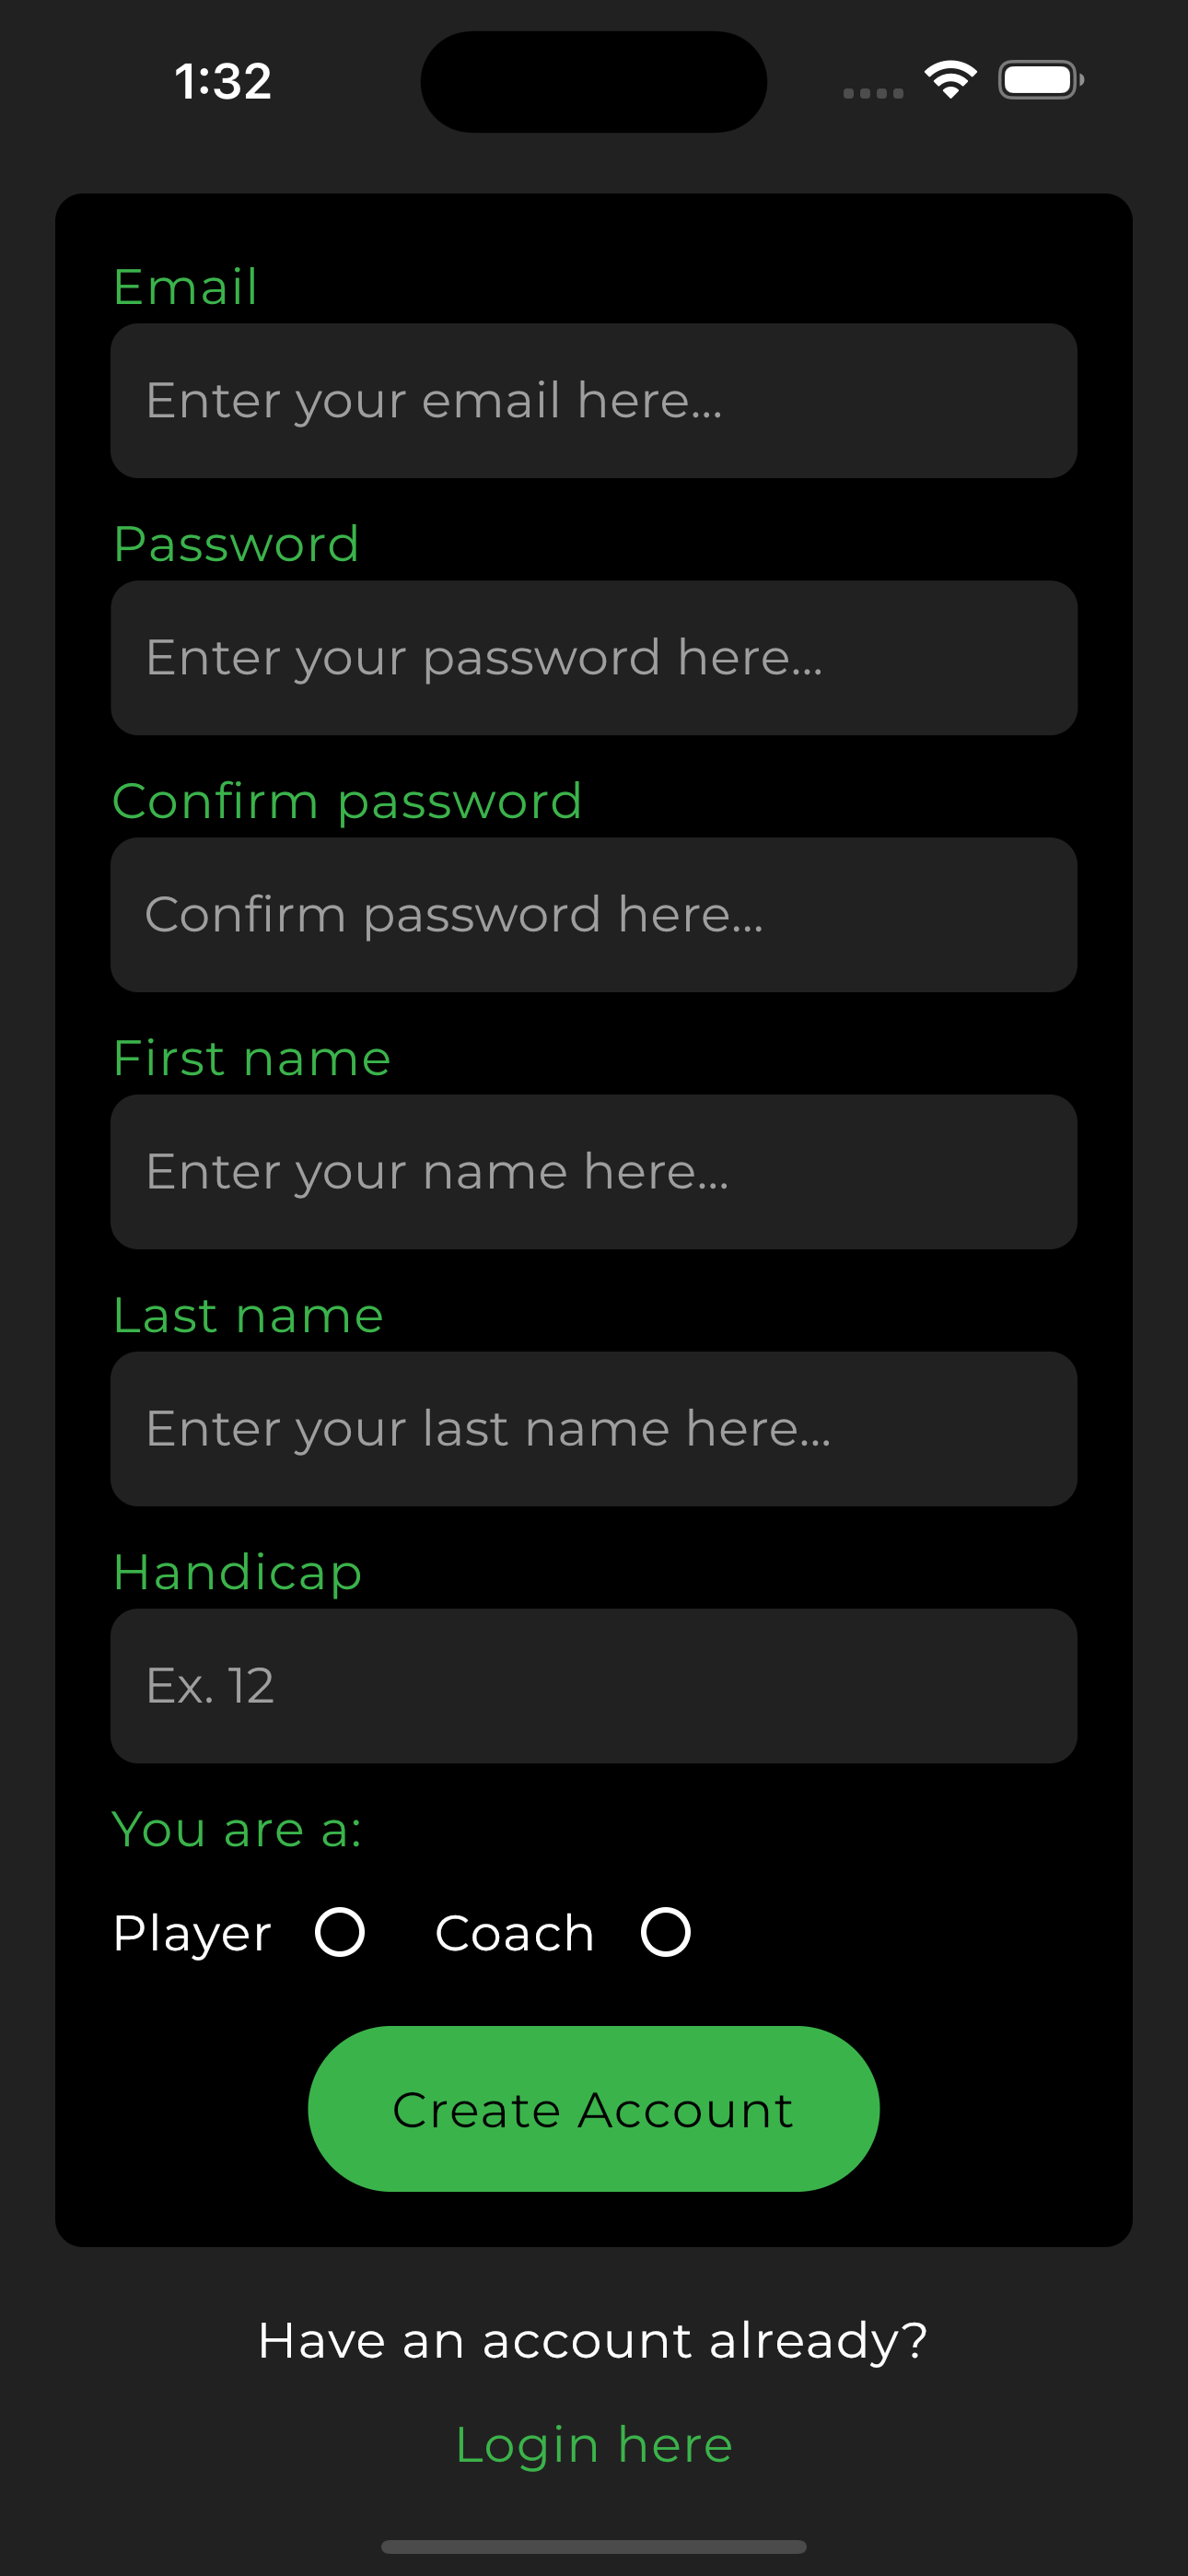 1:32
Email
Enter your email here...
Password
Enter your password here...
Confirm password
Confirm password here...
First name
Enter your name here...
Last name
Enter your last name here...
Handicap
Ex. 12
You are a:
Player Coach
Create Account
Have an account already?
Login here